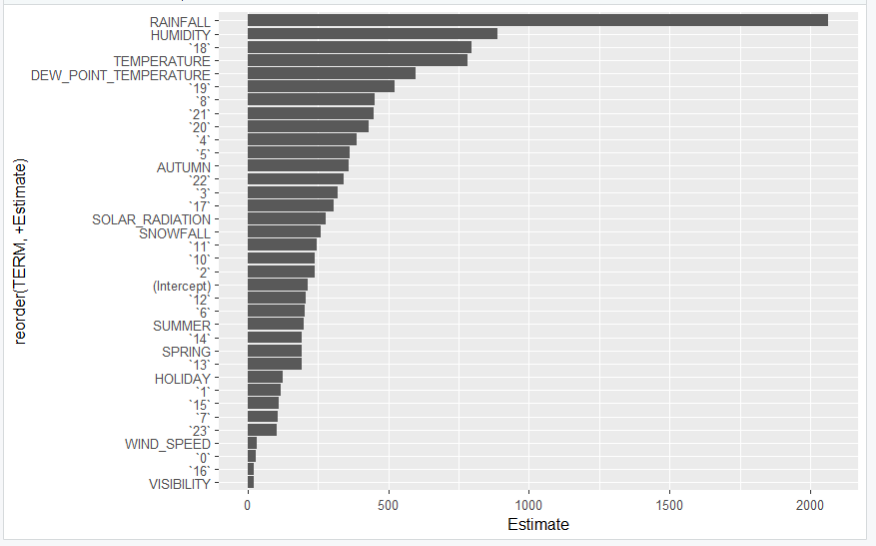 RAINFALL
HUMIDITY
`18`
TEMPERATURE
DEW_POINT_TEMPERATURE
`19`
`8`
`21`
`20`
`4`
`5`
AUTUMN
`22`
`3`
`17`
SOLAR_RADIATION
SNOWFALL
`11`
`10`
`2`
(Intercept)
`12`
`6`
SUMMER
`14`
SPRING
`13`
HOLIDAY
`1`
`15`
`7`
`23`
WIND_SPEED
`0`
`16`
VISIBILITY
reorder(TERM, +Estimate)
0 500 1000 1500 2000
Estimate